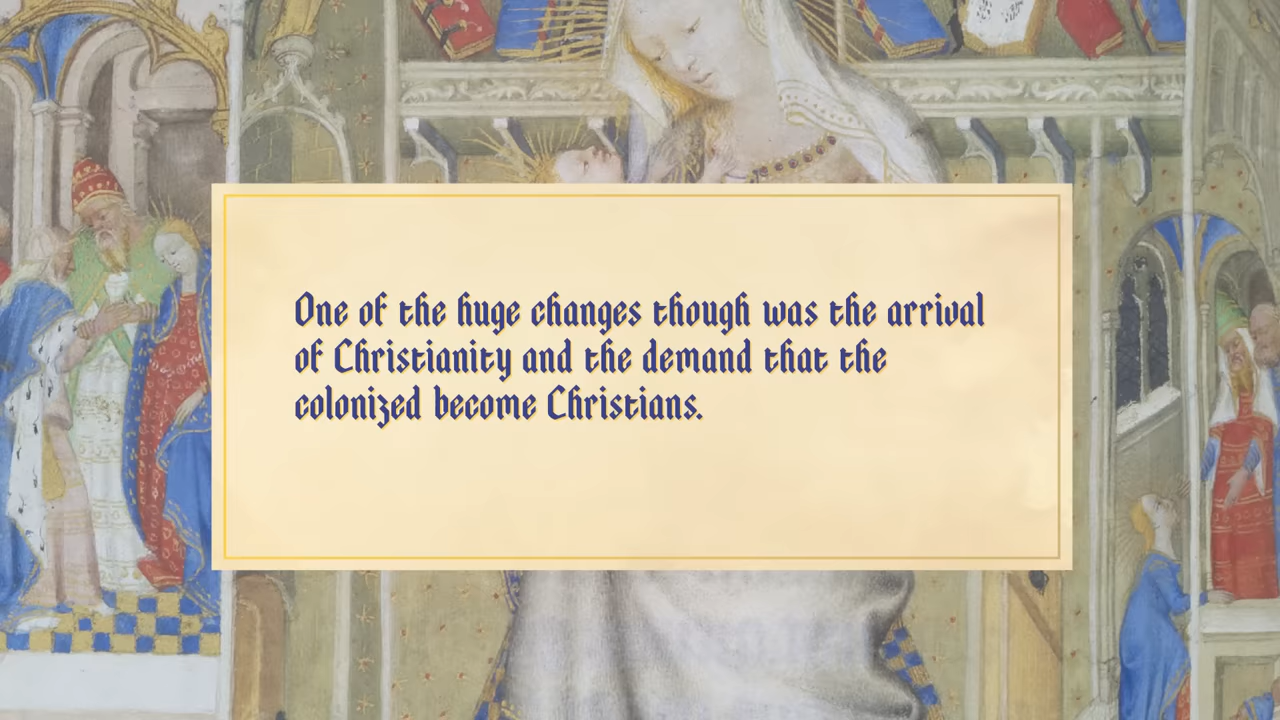 One of the huge changes though was the arrival
of Christianity and the demand that the
colonized become Christians.